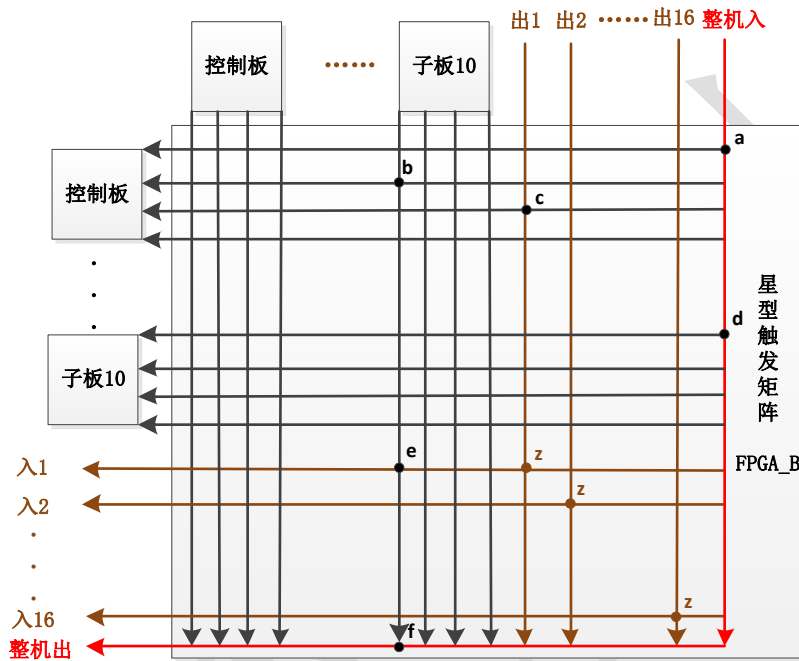 出1 出2 ······ 出16 整机入
控制板 ······ 子板10
a
b
控制板
c
星型触发矩阵
d
子板10
e
z
入1
FPGA_B
z
入2
z
入16
f
整机出